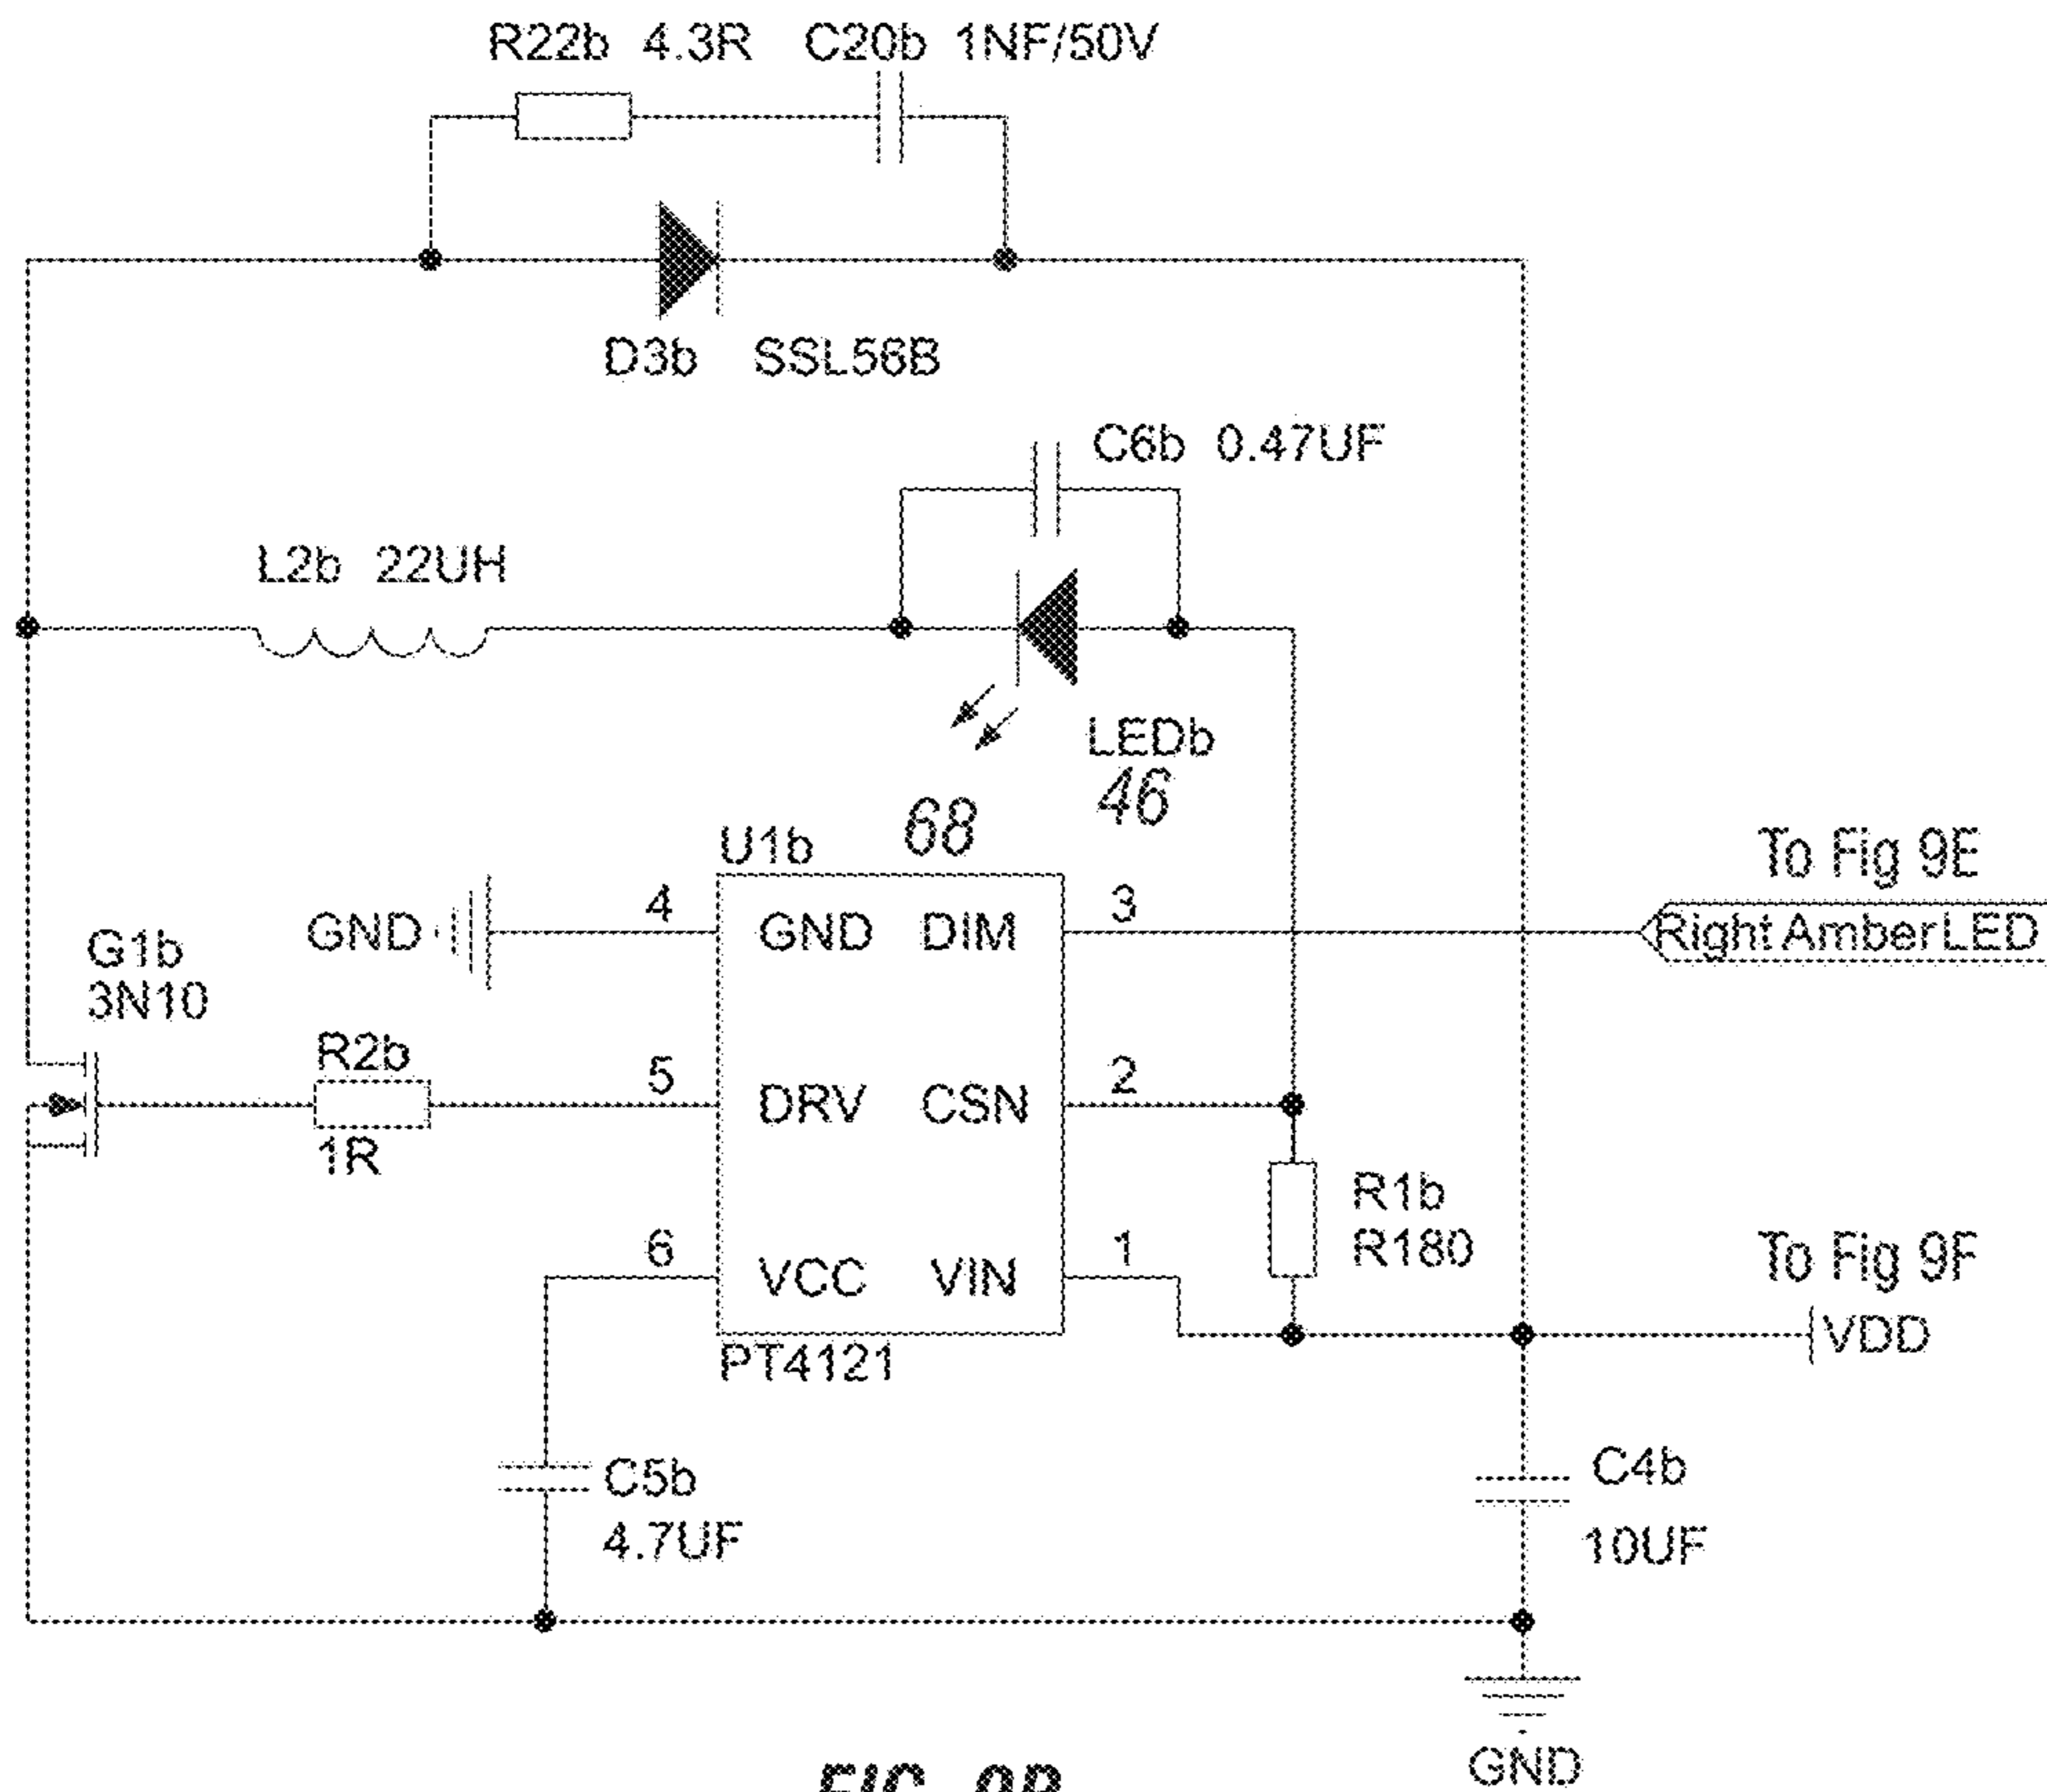 R22b 4.3R C20b 1NF/50V
D3b SSL56B
C6b 0.47UF
L2b 22UH
LEDb
46
68
U1b
To Fig 9E
4
GND
GND DIM
3
Right Amber LED
G1b
3N10
R2b
5
DRV CSN
2
1R
R1b
R180
6
VCC VIN
1
To Fig 9F
VDD
PT4121
C5b
4.7UF
C4b
10UF
GND